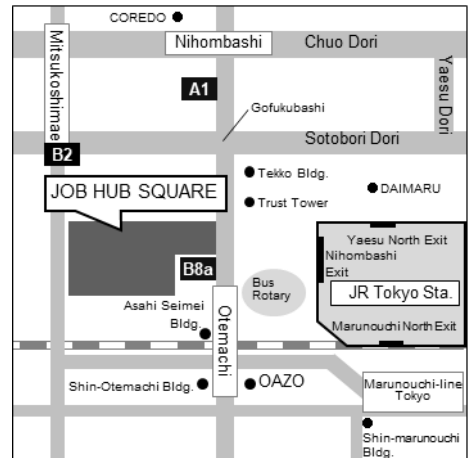 COREDO
Nihombashi
Chuo Dori
Mitsukoshimae
A1
Yaesu Dori
Gofukubashi
Sotobori Dori
B2
Tekko Bldg.
DAIMARU
Trust Tower
JOB HUB SQUARE
Yaesu North Exit
Nihombashi
Exit
B8a
Bus
Rotary
JR Tokyo Sta.
Asahi Seimei
Bldg.
Otemachi
Marunouchi North Exit
Shin-Otemachi Bldg.
OAZO
Marunouchi-line
Tokyo
Shin-marunouchi
Bldg.